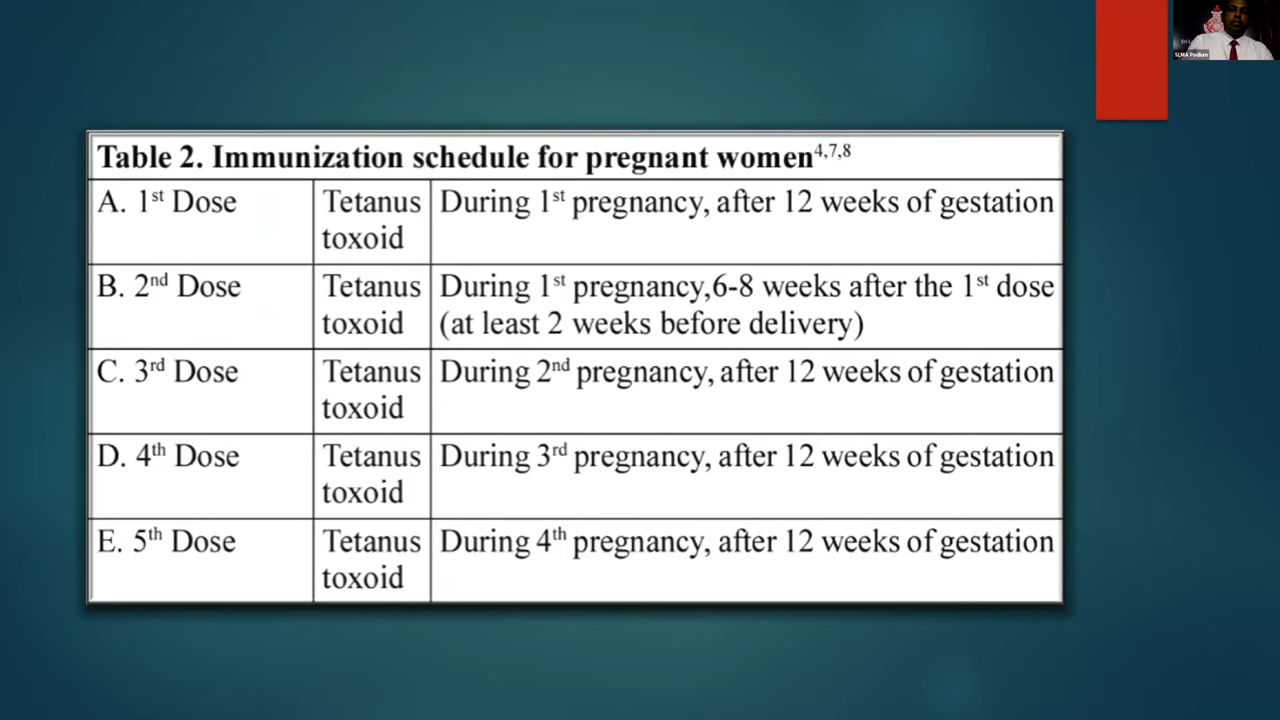 Table 2. Immunization schedule for pregnant women4,7,8
A. 1st Dose Tetanus toxoid During 1st pregnancy, after 12 weeks of gestation
B. 2nd Dose Tetanus toxoid During 1st pregnancy,6-8 weeks after the 1st dose
(at least 2 weeks before delivery)
C. 3rd Dose Tetanus toxoid During 2nd pregnancy, after 12 weeks of gestation
D. 4th Dose Tetanus toxoid During 3rd pregnancy, after 12 weeks of gestation
E. 5th Dose Tetanus toxoid During 4th pregnancy, after 12 weeks of gestation
SLMA Podium